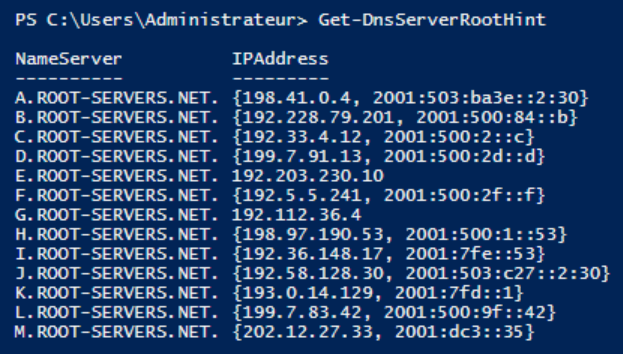 PS C:\Users\Administrateur> Get-DnsServerRootHint
NameServer IPAddress
---------- ---------
A.ROOT-SERVERS.NET. {198.41.0.4, 2001:503:ba3e::2:30}
B.ROOT-SERVERS.NET. {192.228.79.201, 2001:500:84::b}
C.ROOT-SERVERS.NET. {192.33.4.12, 2001:500:2::c}
D.ROOT-SERVERS.NET. {199.7.91.13, 2001:500:2d::d}
E.ROOT-SERVERS.NET. 192.203.230.10
F.ROOT-SERVERS.NET. {192.5.5.241, 2001:500:2f::f}
G.ROOT-SERVERS.NET. 192.112.36.4
H.ROOT-SERVERS.NET. {198.97.190.53, 2001:500:1::53}
I.ROOT-SERVERS.NET. {192.36.148.17, 2001:7fe::53}
J.ROOT-SERVERS.NET. {192.58.128.30, 2001:503:c27::2:30}
K.ROOT-SERVERS.NET. {193.0.14.129, 2001:7fd::1}
L.ROOT-SERVERS.NET. {199.7.83.42, 2001:500:9f::42}
M.ROOT-SERVERS.NET. {202.12.27.33, 2001:dc3::35}